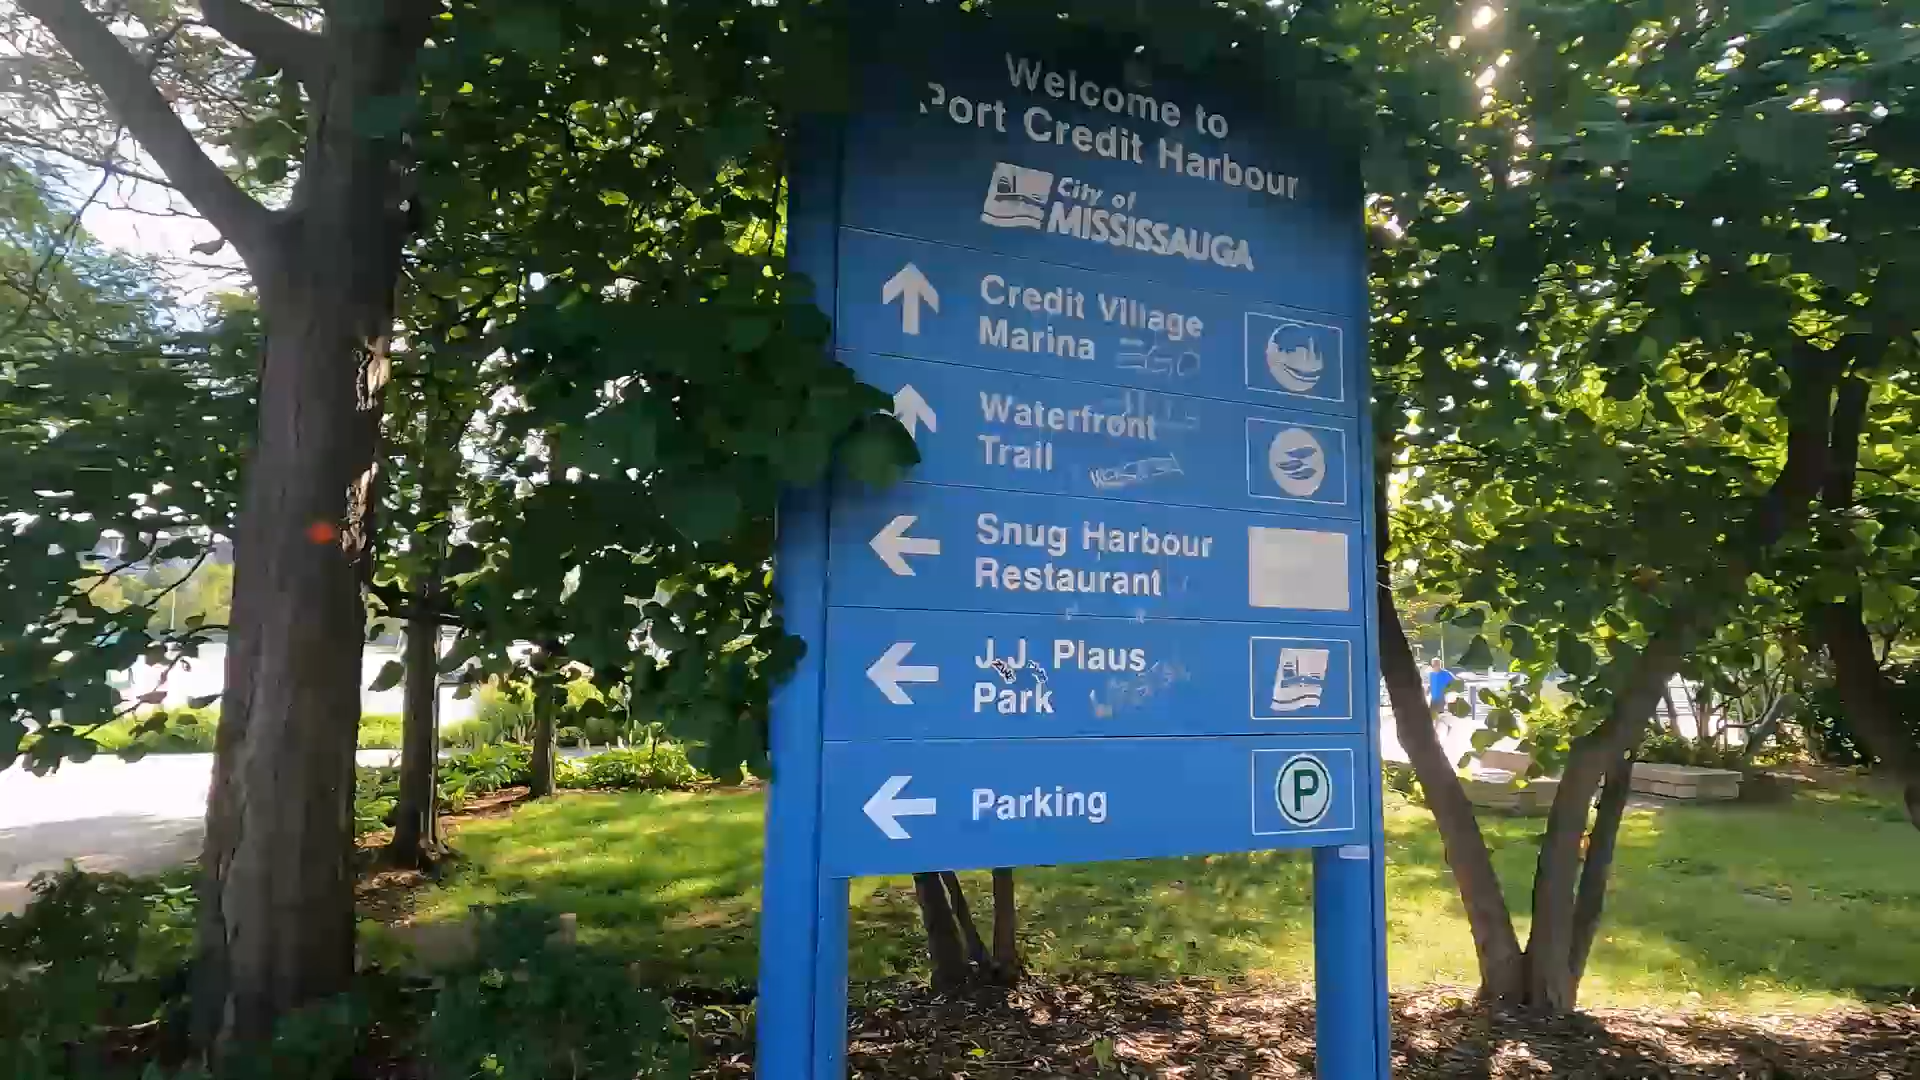 Welcome to
Port Credit Harbour
City of
MISSISSAUGA
Credit Village
Marina
Waterfront
Trail
Snug Harbour
Restaurant
J.J. Plaus
Park
Parking
P